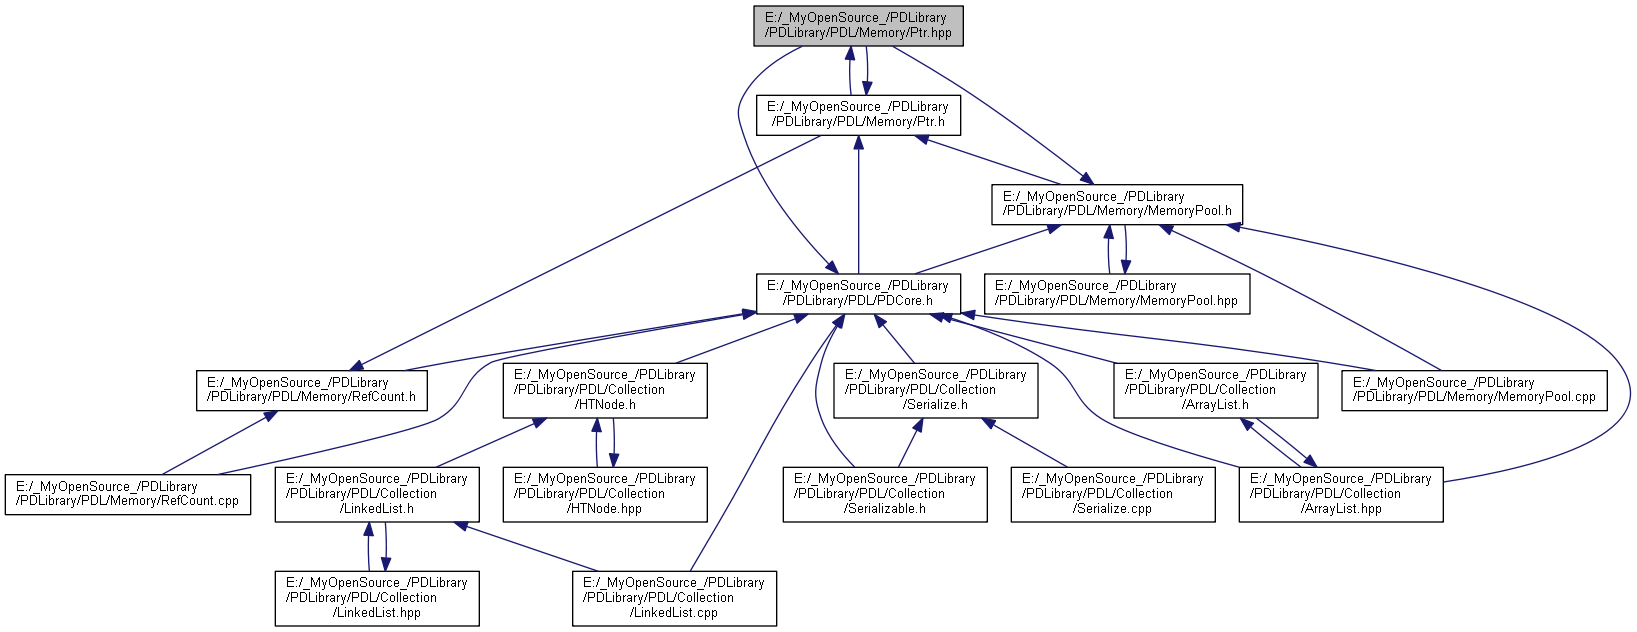 E:/_MyOpenSource_/PDLibrary
/PDLibrary/PDL/Memory/Ptr.hpp
E:/_MyOpenSource_/PDLibrary
/PDLibrary/PDL/Memory/Ptr.h
E:/_MyOpenSource_/PDLibrary
/PDLibrary/PDL/Memory/MemoryPool.h
E:/_MyOpenSource_/PDLibrary
/PDLibrary/PDL/PDCore.h
E:/_MyOpenSource_/PDLibrary
/PDLibrary/PDL/Memory/MemoryPool.hpp
E:/_MyOpenSource_/PDLibrary
/PDLibrary/PDL/Memory/RefCount.h
E:/_MyOpenSource_/PDLibrary
/PDLibrary/PDL/Collection
/HTNode.h
E:/_MyOpenSource_/PDLibrary
/PDLibrary/PDL/Collection
/Serialize.h
E:/_MyOpenSource_/PDLibrary
/PDLibrary/PDL/Collection
/ArrayList.h
E:/_MyOpenSource_/PDLibrary
/PDLibrary/PDL/Memory/MemoryPool.cpp
E:/_MyOpenSource_/PDLibrary
/PDLibrary/PDL/Memory/RefCount.cpp
E:/_MyOpenSource_/PDLibrary
/PDLibrary/PDL/Collection
/LinkedList.h
E:/_MyOpenSource_/PDLibrary
/PDLibrary/PDL/Collection
/HTNode.hpp
E:/_MyOpenSource_/PDLibrary
/PDLibrary/PDL/Collection
/Serializable.h
E:/_MyOpenSource_/PDLibrary
/PDLibrary/PDL/Collection
/Serialize.cpp
E:/_MyOpenSource_/PDLibrary
/PDLibrary/PDL/Collection
/ArrayList.hpp
E:/_MyOpenSource_/PDLibrary
/PDLibrary/PDL/Collection
/LinkedList.hpp
E:/_MyOpenSource_/PDLibrary
/PDLibrary/PDL/Collection
/LinkedList.cpp